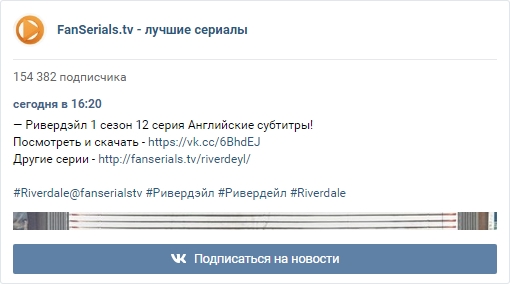 FanSerials.tv - лучшие сериалы
154 382 подписчика
сегодня в 16:20
— Ривердэйл 1 сезон 12 серия Английские субтитры!
Посмотреть и скачать - https://vk.cc/6BhdEJ
Другие серии - http://fanserials.tv/riverdeyl/
#Riverdale@fanserialstv #Ривердэйл #Ривердейл #Riverdale
Подписаться на новости